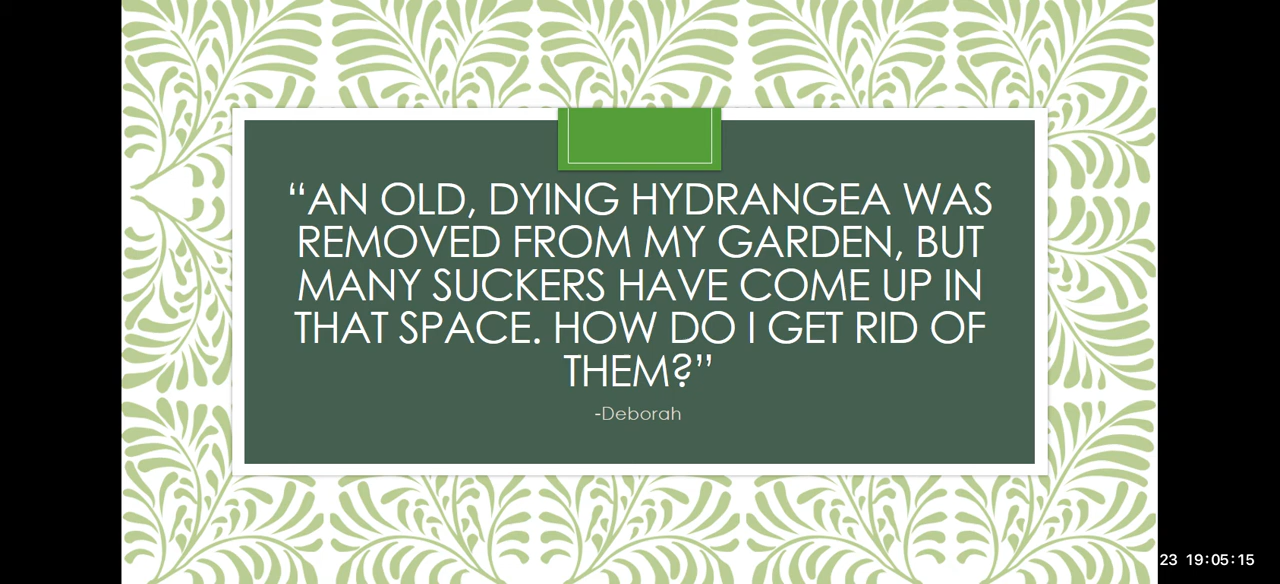 “AN OLD, DYING HYDRANGEA WAS
REMOVED FROM MY GARDEN, BUT
MANY SUCKERS HAVE COME UP IN
THAT SPACE. HOW DO I GET RID OF
THEM?”
-Deborah
23 19:05:15